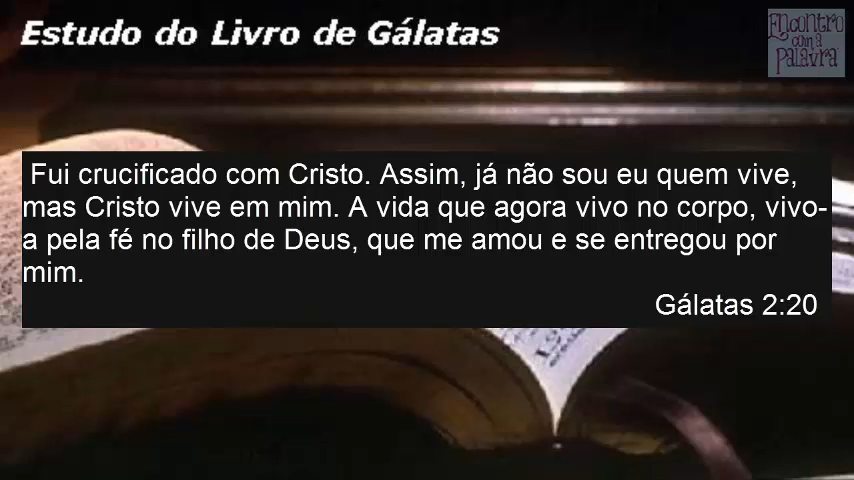 Estudo do Livro de Gálatas
Encontro
com a
Palavra
Fui crucificado com Cristo. Assim, já não sou eu quem vive,
mas Cristo vive em mim. A vida que agora vivo no corpo, vivo-
a pela fé no filho de Deus, que me amou e se entregou por
mim.
Gálatas 2:20